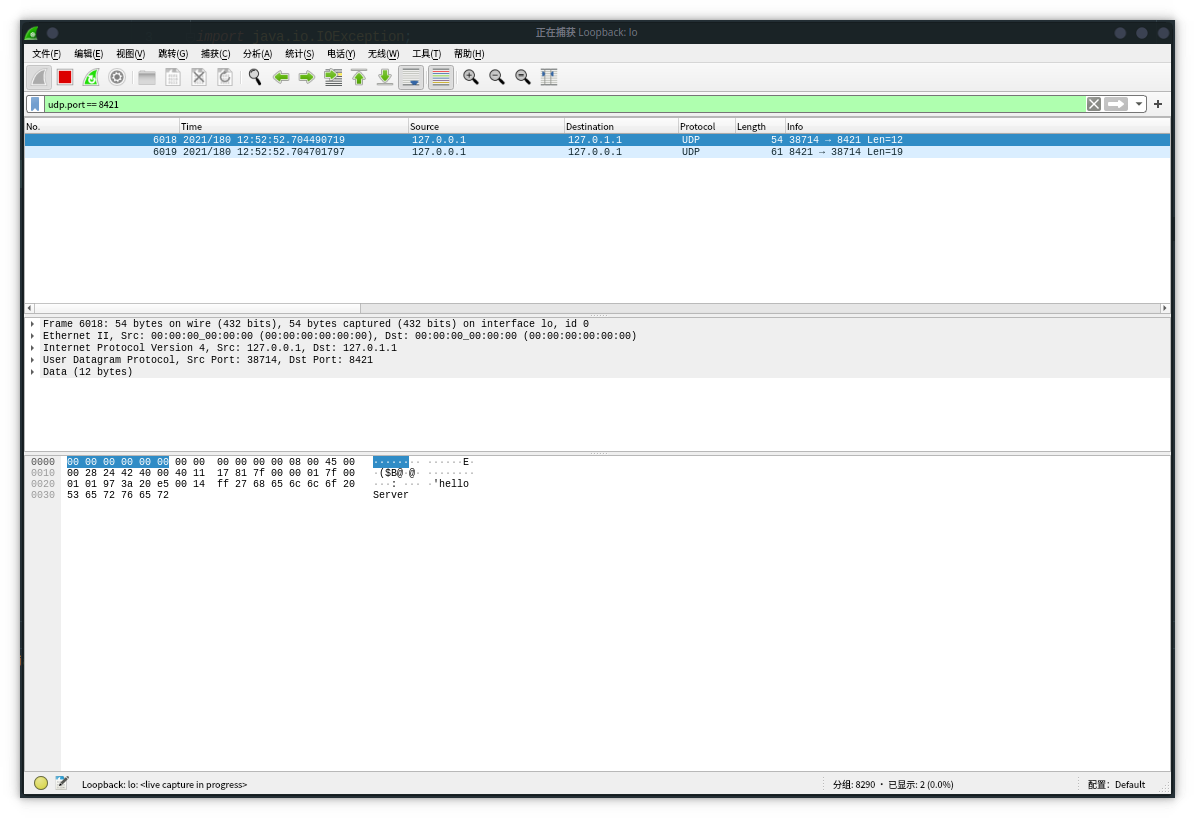 import java.io.IOException;
正在捕获 Loopback: lo
文件(F) 编辑(E) 视图(V) 跳转(G) 捕获(C) 分析(A) 统计(S) 电话(Y) 无线(W) 工具(T) 帮助(H)
udp.port == 8421
No. Time Source Destination Protocol Length Info
6018 2021/180 12:52:52.704490719 127.0.0.1 127.0.1.1 UDP 54 38714 → 8421 Len=12
6019 2021/180 12:52:52.704701797 127.0.0.1 127.0.1.1 UDP 61 8421 → 38714 Len=19
Frame 6018: 54 bytes on wire (432 bits), 54 bytes captured (432 bits) on interface lo, id 0
Ethernet II, Src: 00:00:00_00:00:00 (00:00:00:00:00:00), Dst: 00:00:00_00:00:00 (00:00:00:00:00:00)
Internet Protocol Version 4, Src: 127.0.0.1, Dst: 127.0.1.1
User Datagram Protocol, Src Port: 38714, Dst Port: 8421
Data (12 bytes)
0000 00 00 00 00 00 00 00 00 00 00 00 00 08 00 45 00 ········ ······E·
0010 00 28 24 42 40 00 40 11 17 81 7f 00 00 01 7f 00 ·($B@·@· ········
0020 01 01 97 3a 20 e5 00 14 ff 27 68 65 6c 6c 6f 20 ···: ··· ·'hello
0030 53 65 72 76 65 72 Server
Loopback: lo: <live capture in progress> 分组: 8290 · 已显示: 2 (0.0%) 配置: Default